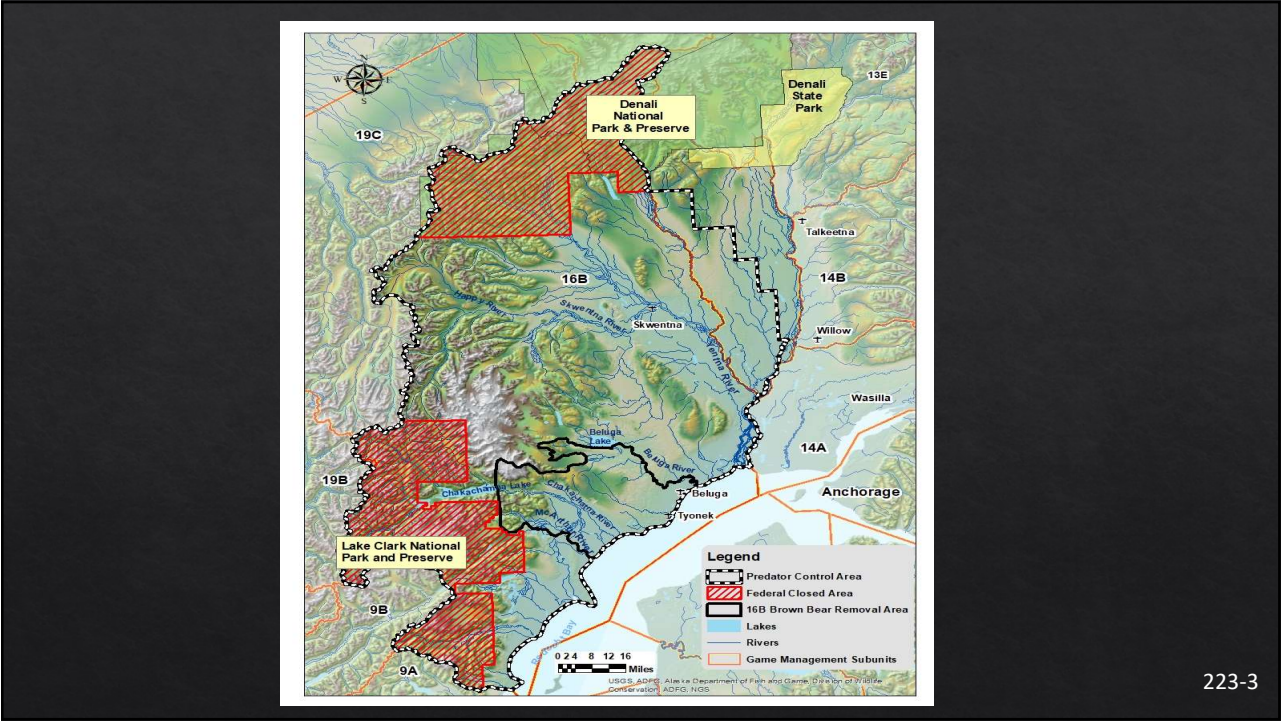 N
W
E
S
13E
Denali
State
Park
Denali
National
Park & Preserve
19C
Talkeetna
16B
14B
Happy River
Skwentna River
Skwentna
Willow
Yentna River
Wasilla
Beluga
Lake
14A
Beluga River
19B
Chakachamna Lake
Beluga
Anchorage
Chakachatna River
Tyonek
McArthur River
Lake Clark National
Park and Preserve
Legend
Predator Control Area
Federal Closed Area
16B Brown Bear Removal Area
Lakes
Rivers
Game Management Subunits
9B
Bay
9A
0 2 4 8 12 16
Miles
USGS, ADFG, Alaska Department of Fish and Game, Division of Wildlife
Conservation, ADFG, NGS
223-3